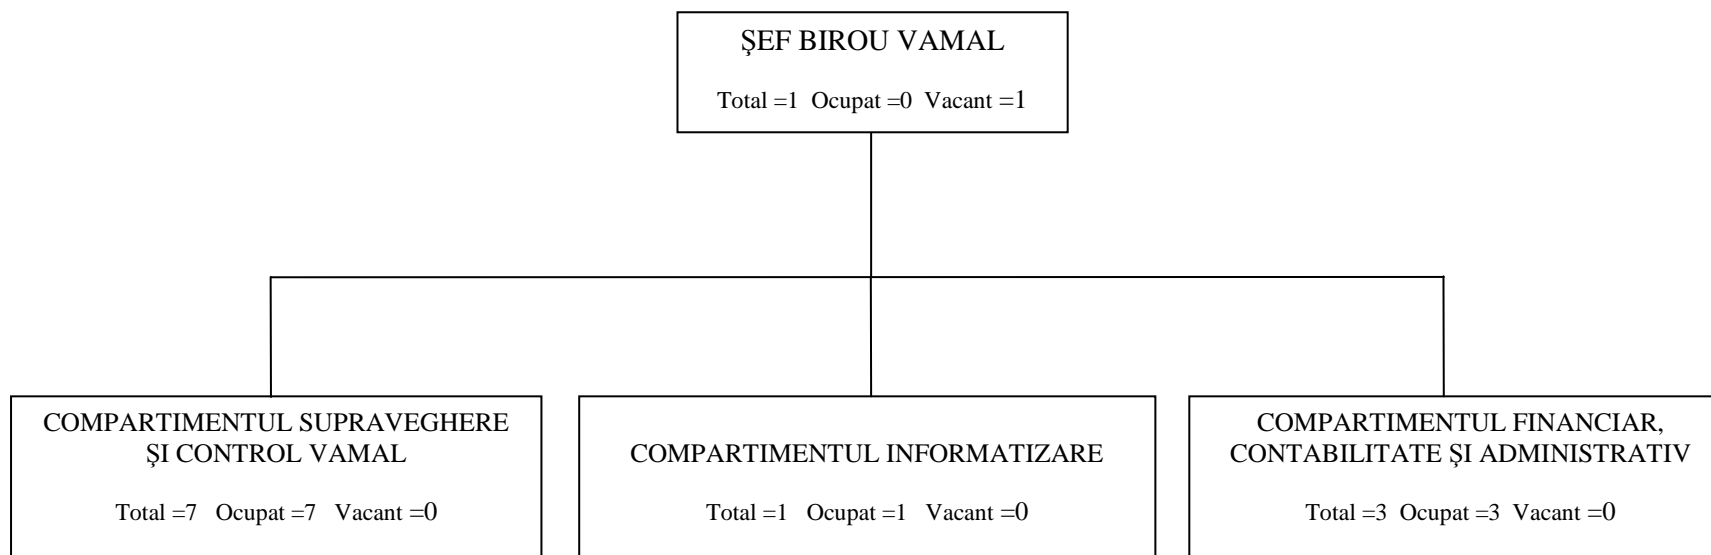 ŞEF BIROU VAMAL
Total =1 Ocupat =0 Vacant =1
COMPARTIMENTUL SUPRAVEGHERE
ŞI CONTROL VAMAL
Total =7 Ocupat =7 Vacant =0
COMPARTIMENTUL INFORMATIZARE
Total =1 Ocupat =1 Vacant =0
COMPARTIMENTUL FINANCIAR,
CONTABILITATE ŞI ADMINISTRATIV
Total =3 Ocupat =3 Vacant =0